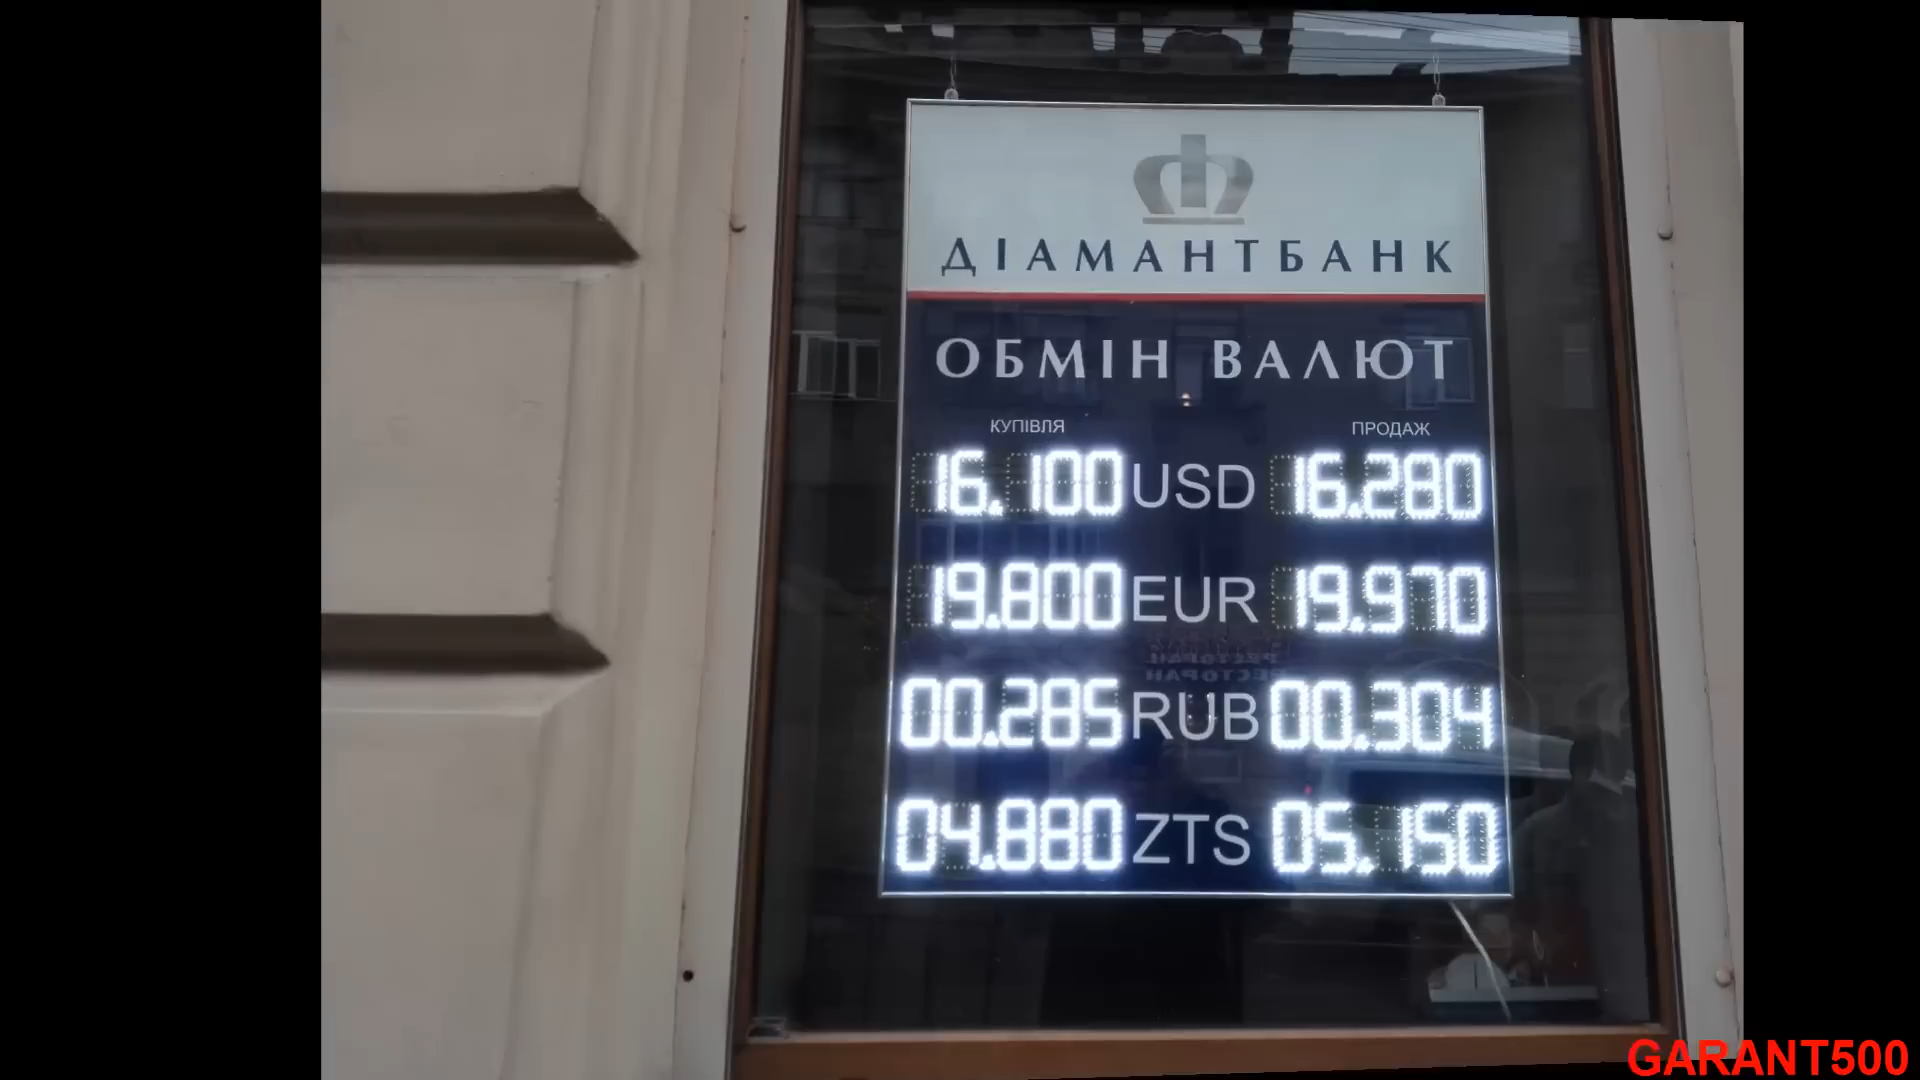 ДІАМАНТБАНК
ОБМІН ВАЛЮТ
КУПІВЛЯ ПРОДАЖ
16.100 USD 16.280
19.800 EUR 19.970
00.285 RUB 00.304
04.880 ZTS 05.150
GARANT500